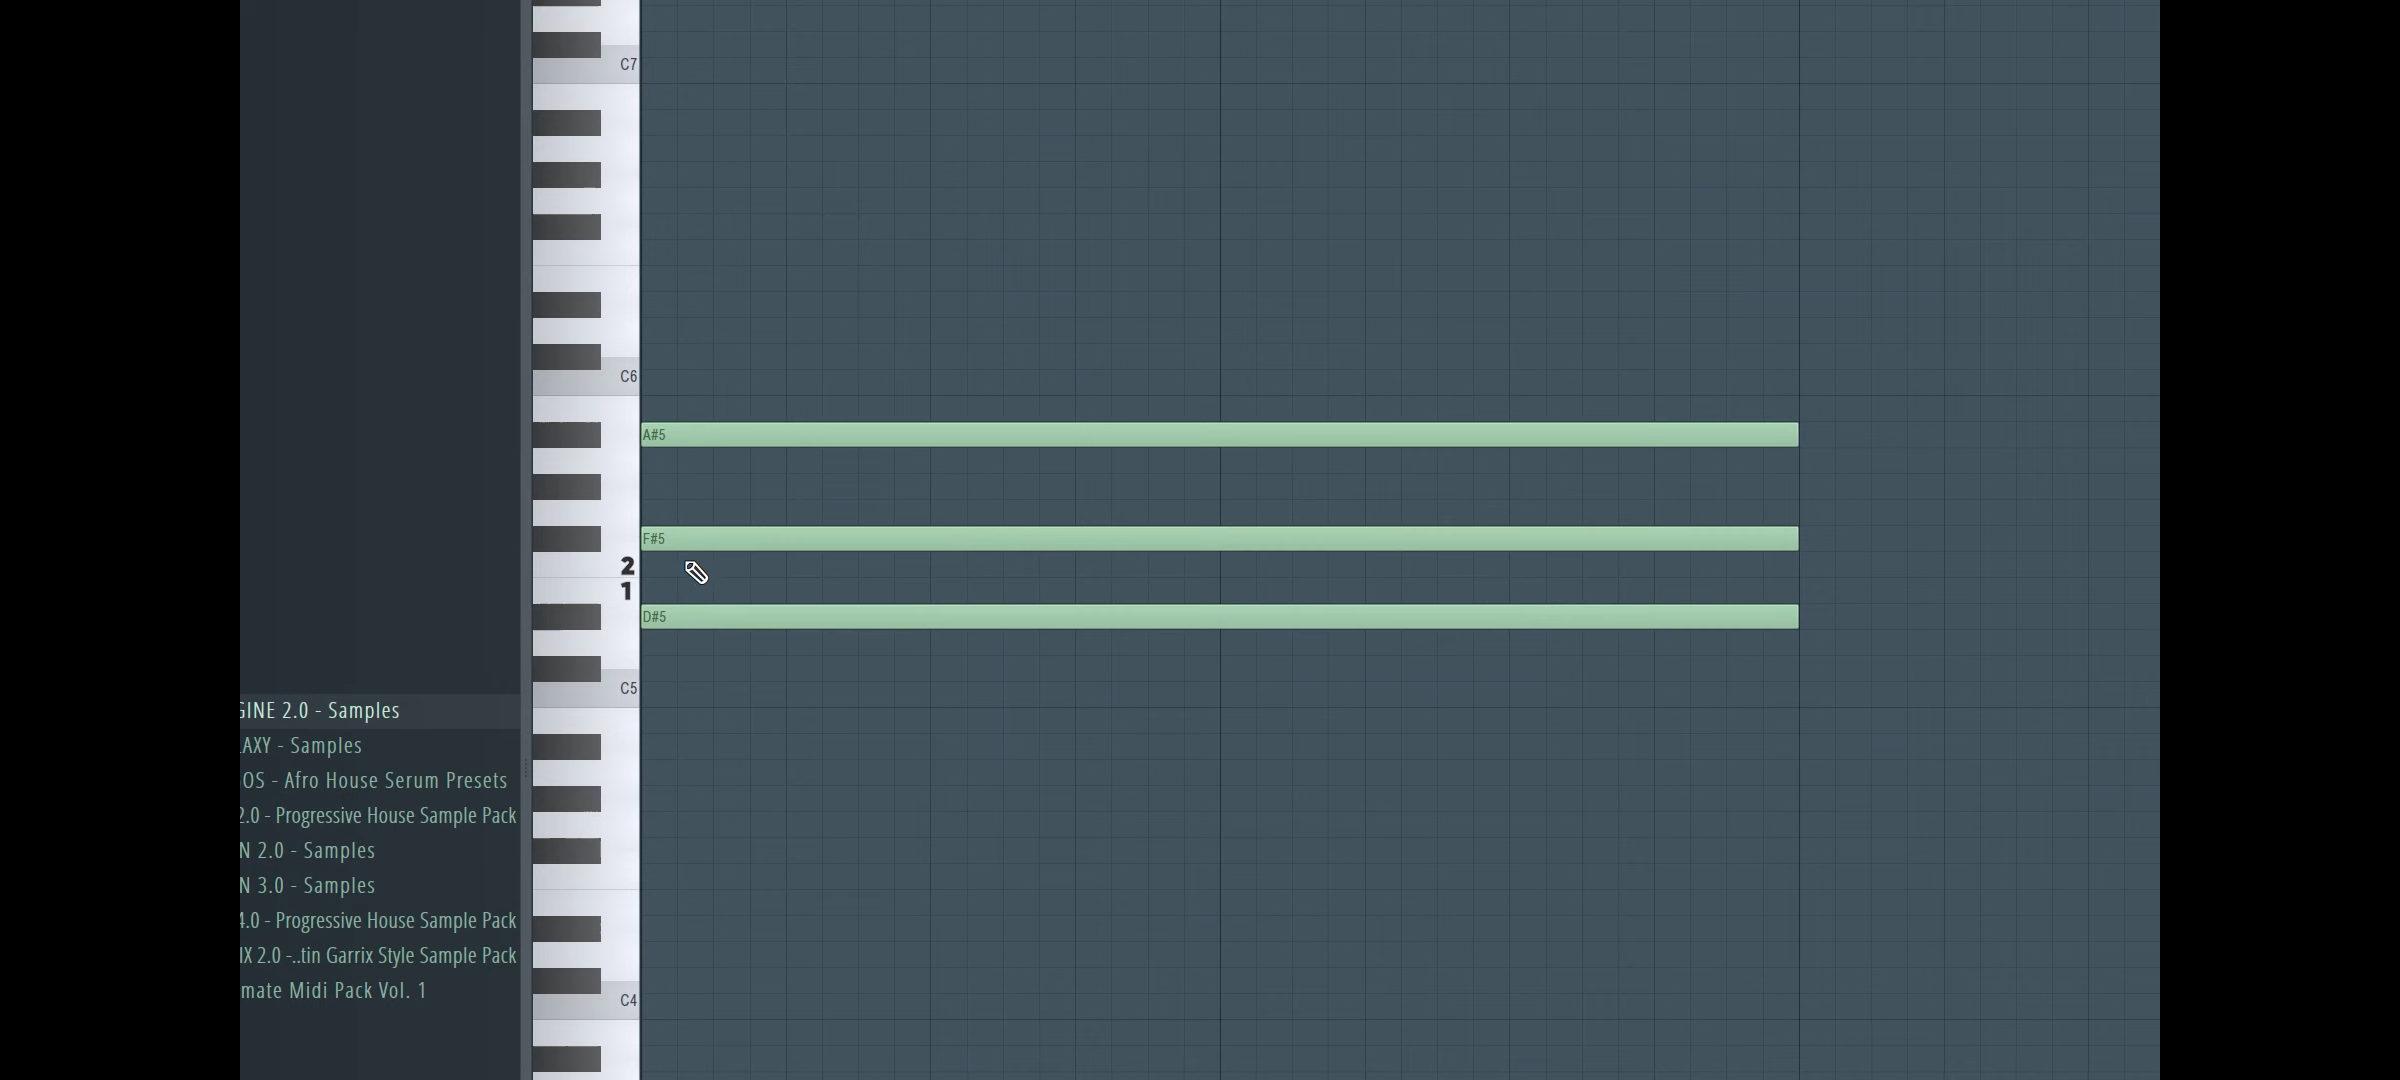 C7
C6
A#5
F#5
2
1
D#5
C5
GINE 2.0 - Samples
LAXY - Samples
OS - Afro House Serum Presets
2.0 - Progressive House Sample Pack
N 2.0 - Samples
N 3.0 - Samples
4.0 - Progressive House Sample Pack
IX 2.0 -..tin Garrix Style Sample Pack
mate Midi Pack Vol. 1
C4